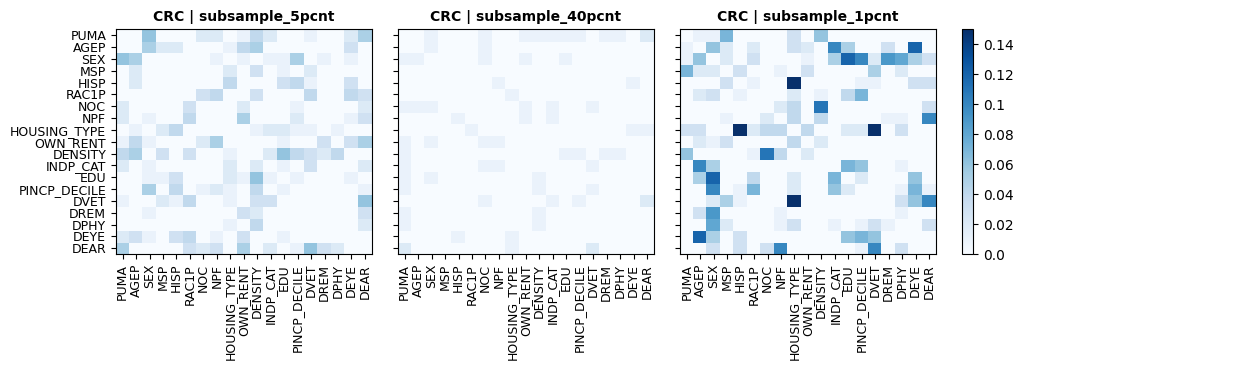 CRC | subsample_5pcnt
CRC | subsample_40pcnt
CRC | subsample_1pcnt
PUMA
AGEP
SEX
MSP
HISP
RAC1P
NOC
NPF
HOUSING_TYPE
OWN_RENT
DENSITY
INDP_CAT
EDU
PINCP_DECILE
DVET
DREM
DPHY
DEYE
DEAR
PUMA
AGEP
SEX
MSP
HISP
RAC1P
NOC
NPF
HOUSING_TYPE
OWN_RENT
DENSITY
INDP_CAT
EDU
PINCP_DECILE
DVET
DREM
DPHY
DEYE
DEAR
PUMA
AGEP
SEX
MSP
HISP
RAC1P
NOC
NPF
HOUSING_TYPE
OWN_RENT
DENSITY
INDP_CAT
EDU
PINCP_DECILE
DVET
DREM
DPHY
DEYE
DEAR
PUMA
AGEP
SEX
MSP
HISP
RAC1P
NOC
NPF
HOUSING_TYPE
OWN_RENT
DENSITY
INDP_CAT
EDU
PINCP_DECILE
DVET
DREM
DPHY
DEYE
DEAR
0.14
0.12
0.10
0.08
0.06
0.04
0.02
0.0